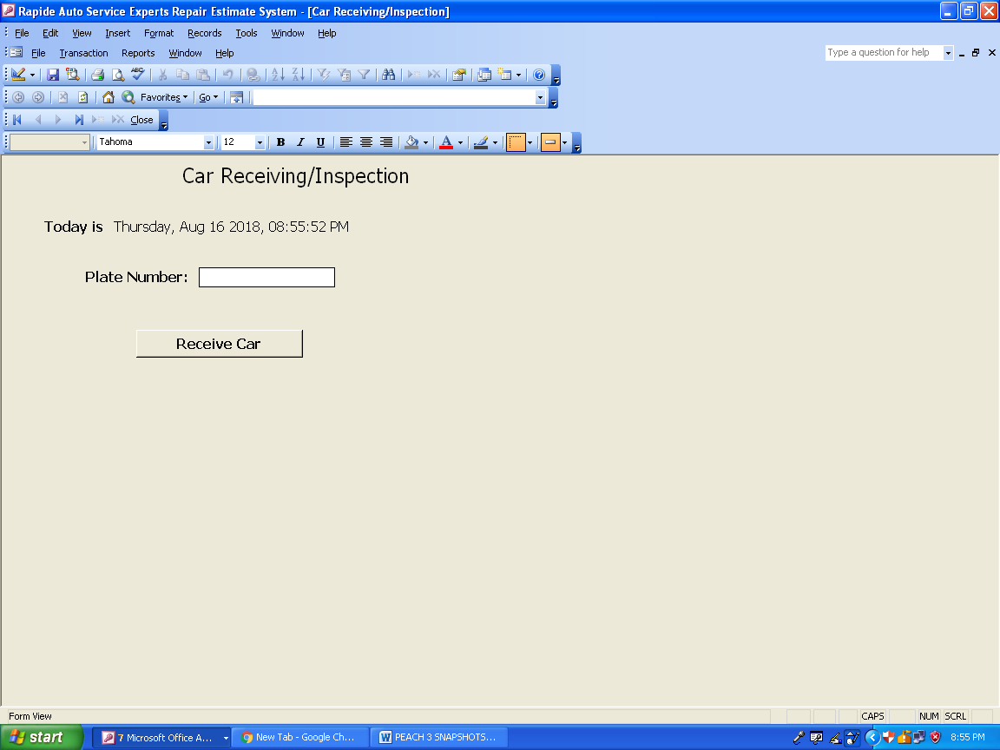 Rapide Auto Service Experts Repair Estimate System - [Car Receiving/Inspection]
File Edit View Insert Format Records Tools Window Help
File Transaction Reports Window Help Type a question for help
Favorites Go
Close
Tahoma 12 B I U A
Car Receiving/Inspection
Today is Thursday, Aug 16 2018, 08:55:52 PM
Plate Number:
Receive Car
Form View CAPS NUM SCRL
start 7 Microsoft Office A... New Tab - Google Ch... PEACH 3 SNAPSHOTS... 8:55 PM